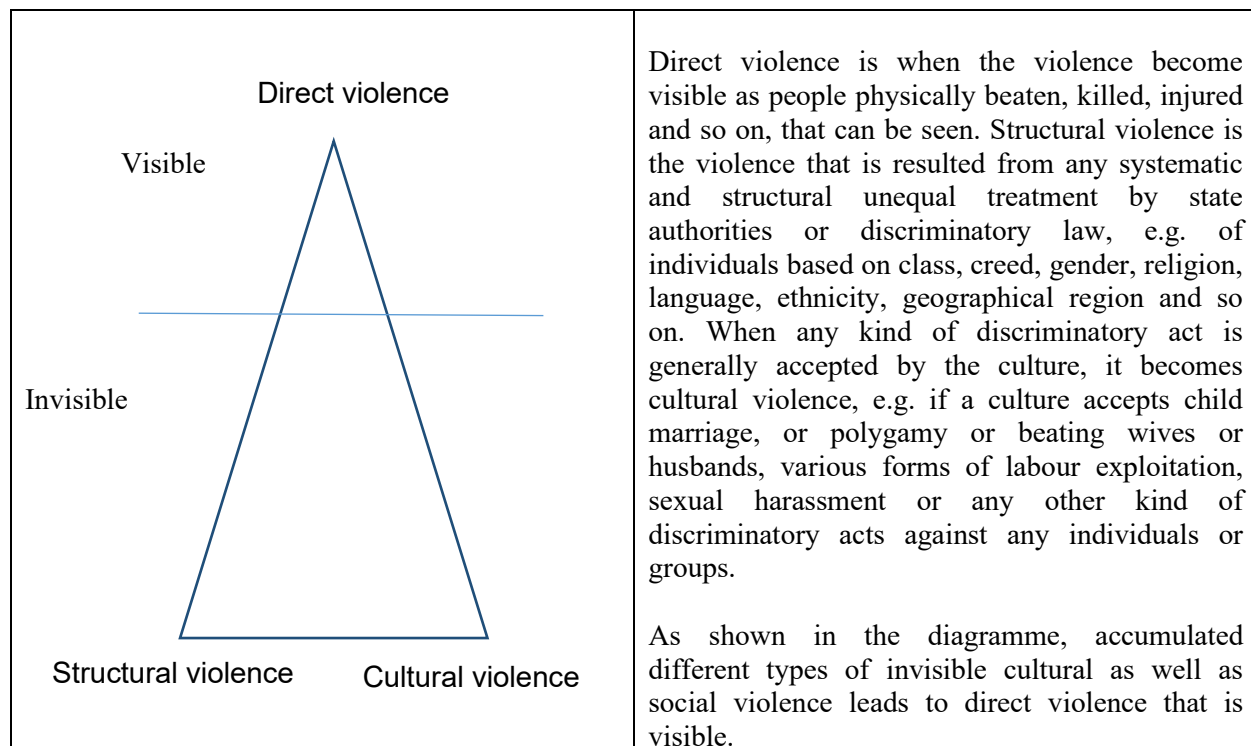 Direct violence
Visible
Invisible
Structural violence
Cultural violence
Direct violence is when the violence become
visible as people physically beaten, killed, injured
and so on, that can be seen. Structural violence is
the violence that is resulted from any systematic
and structural unequal treatment by state
authorities or discriminatory law, e.g. of
individuals based on class, creed, gender, religion,
language, ethnicity, geographical region and so
on. When any kind of discriminatory act is
generally accepted by the culture, it becomes
cultural violence, e.g. if a culture accepts child
marriage, or polygamy or beating wives or
husbands, various forms of labour exploitation,
sexual harassment or any other kind of
discriminatory acts against any individuals or
groups.
As shown in the diagramme, accumulated
different types of invisible cultural as well as
social violence leads to direct violence that is
visible.